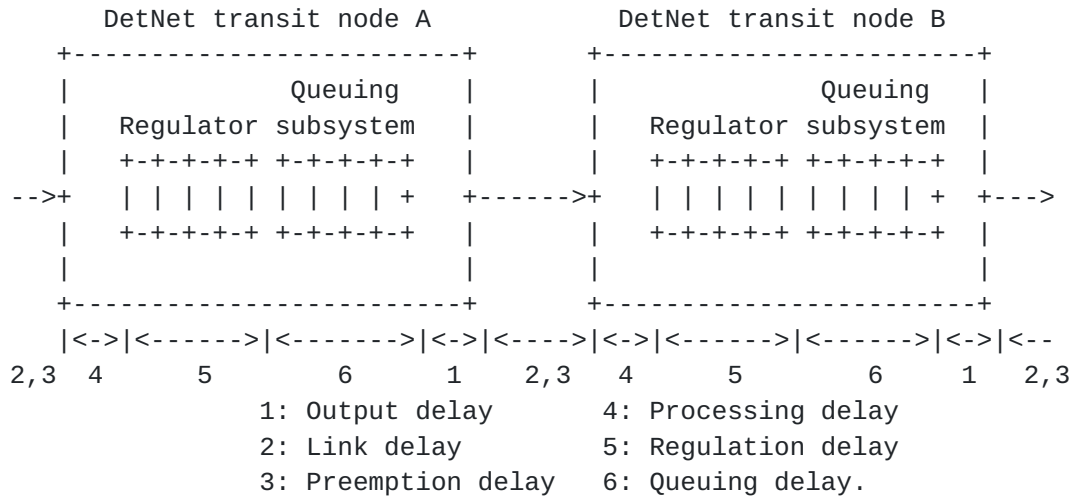 DetNet transit node A            DetNet transit node B
   +-------------------------+       +------------------------+
   |              Queuing    |       |              Queuing   |
   |   Regulator subsystem   |       |   Regulator subsystem  |
   |   +-+-+-+-+ +-+-+-+-+   |       |   +-+-+-+-+ +-+-+-+-+  |
-->+   | | | | | | | | | +   +------>+   | | | | | | | | | +  +--->
   |   +-+-+-+-+ +-+-+-+-+   |       |   +-+-+-+-+ +-+-+-+-+  |
   |                         |       |                        |
   +-------------------------+       +------------------------+
   |<->|<------>|<------->|<->|<---->|<->|<------>|<------>|<->|<--
2,3  4      5        6      1    2,3   4      5        6     1   2,3
                1: Output delay       4: Processing delay
                2: Link delay         5: Regulation delay
                3: Preemption delay   6: Queuing delay.